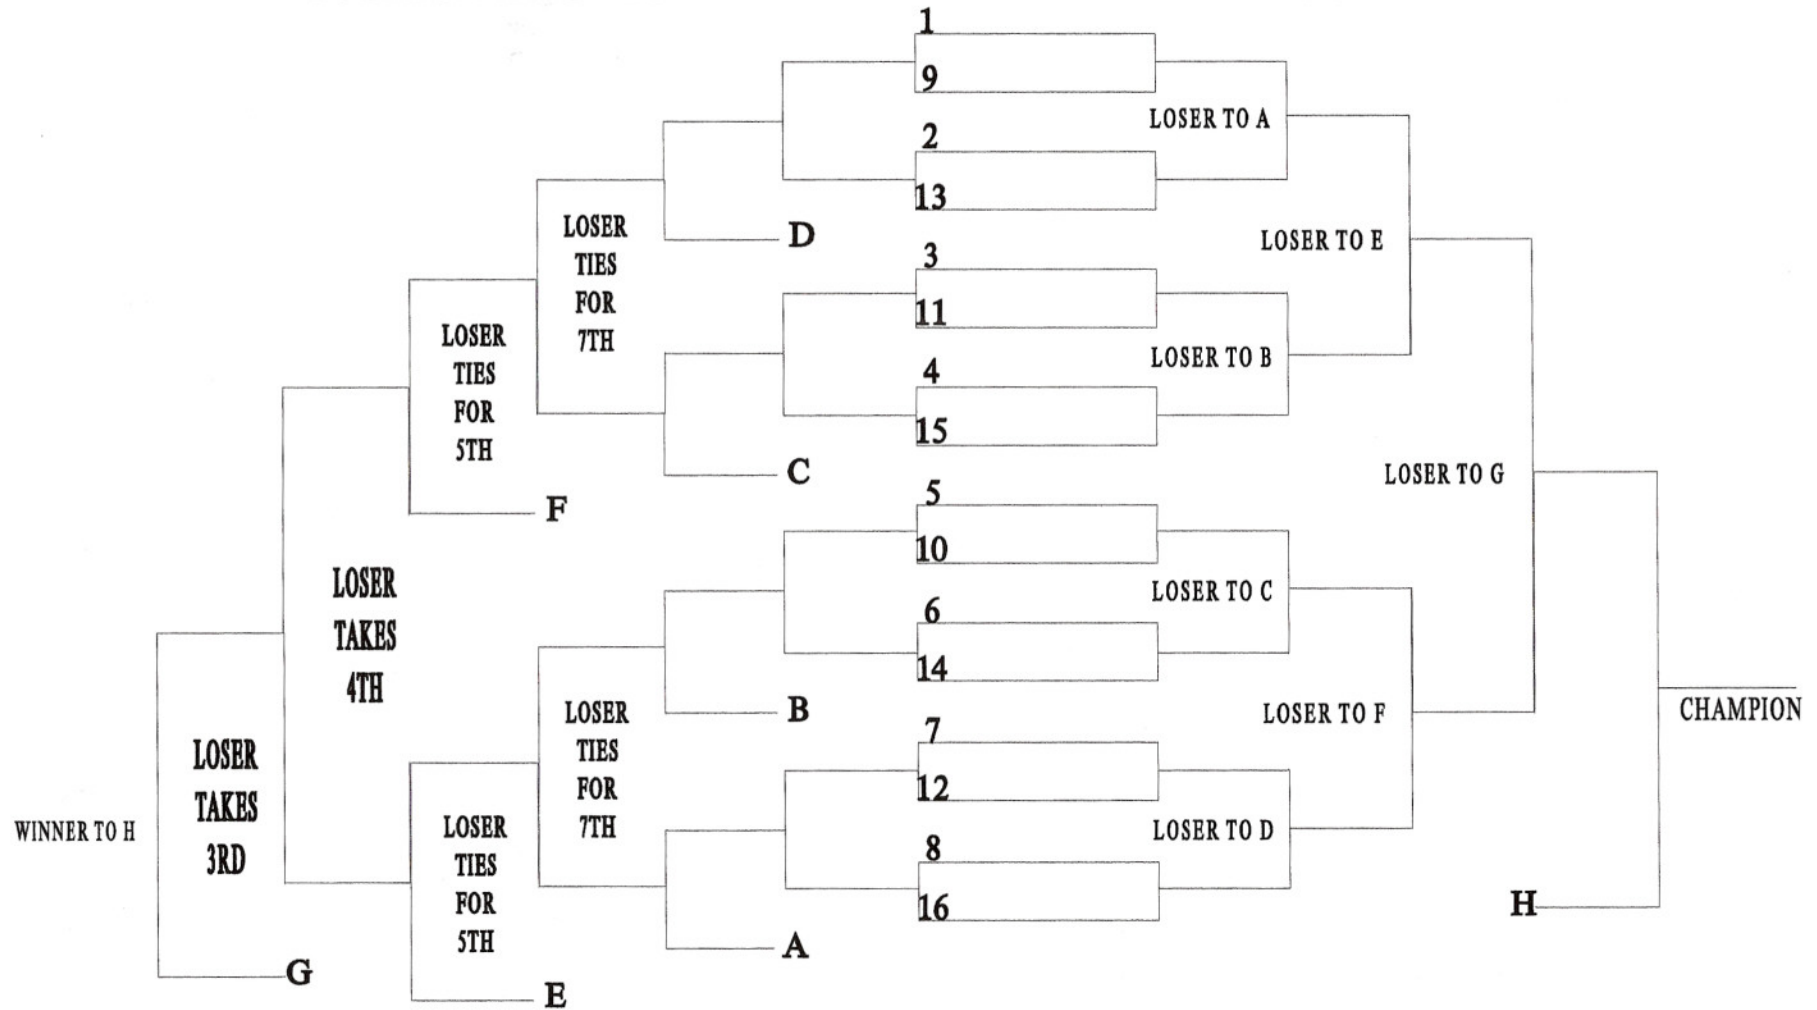 1
9
LOSER TO A
2
13
D
LOSER
TIES
FOR
7TH
3
11
LOSER TO E
LOSER TO B
4
15
C
LOSER
TIES
FOR
5TH
F
LOSER TO G
5
10
LOSER TO C
6
14
B
LOSER
TAKES
4TH
LOSER TO F
7
12
LOSER
TIES
FOR
7TH
CHAMPION
LOSER TO D
8
16
A
LOSER
TAKES
3RD
WINNER TO H
LOSER
TIES
FOR
5TH
H
G
E